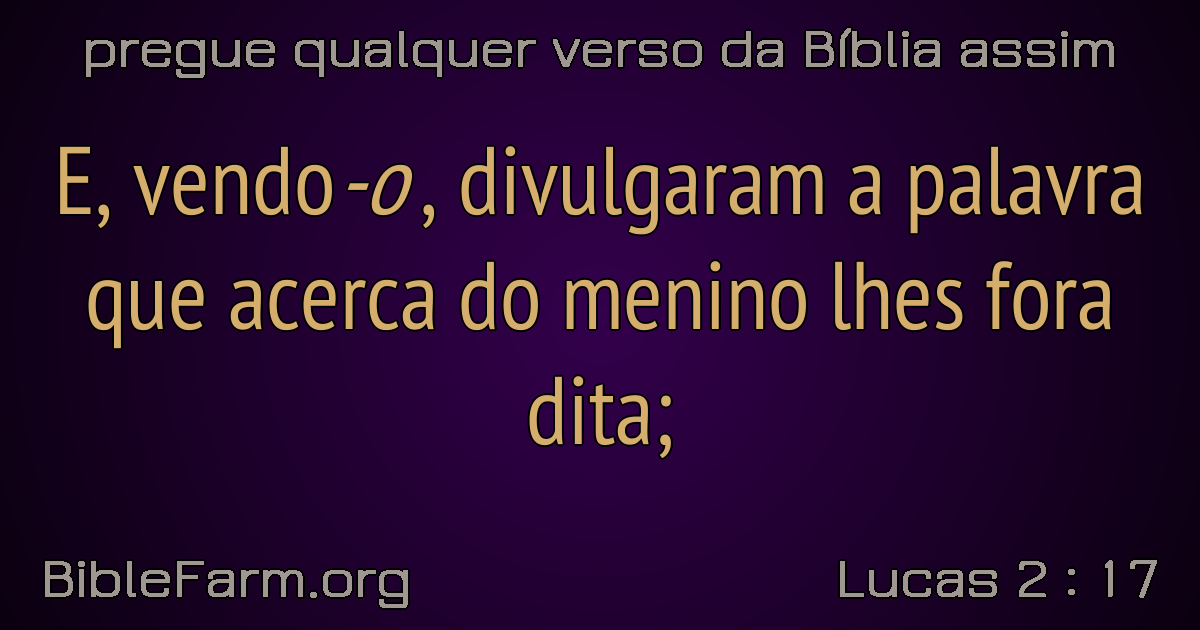 pregue qualquer verso da Bíblia assim
E, vendo-o, divulgaram a palavra
que acerca do menino lhes fora
dita;
BibleFarm.org
Lucas 2 : 17